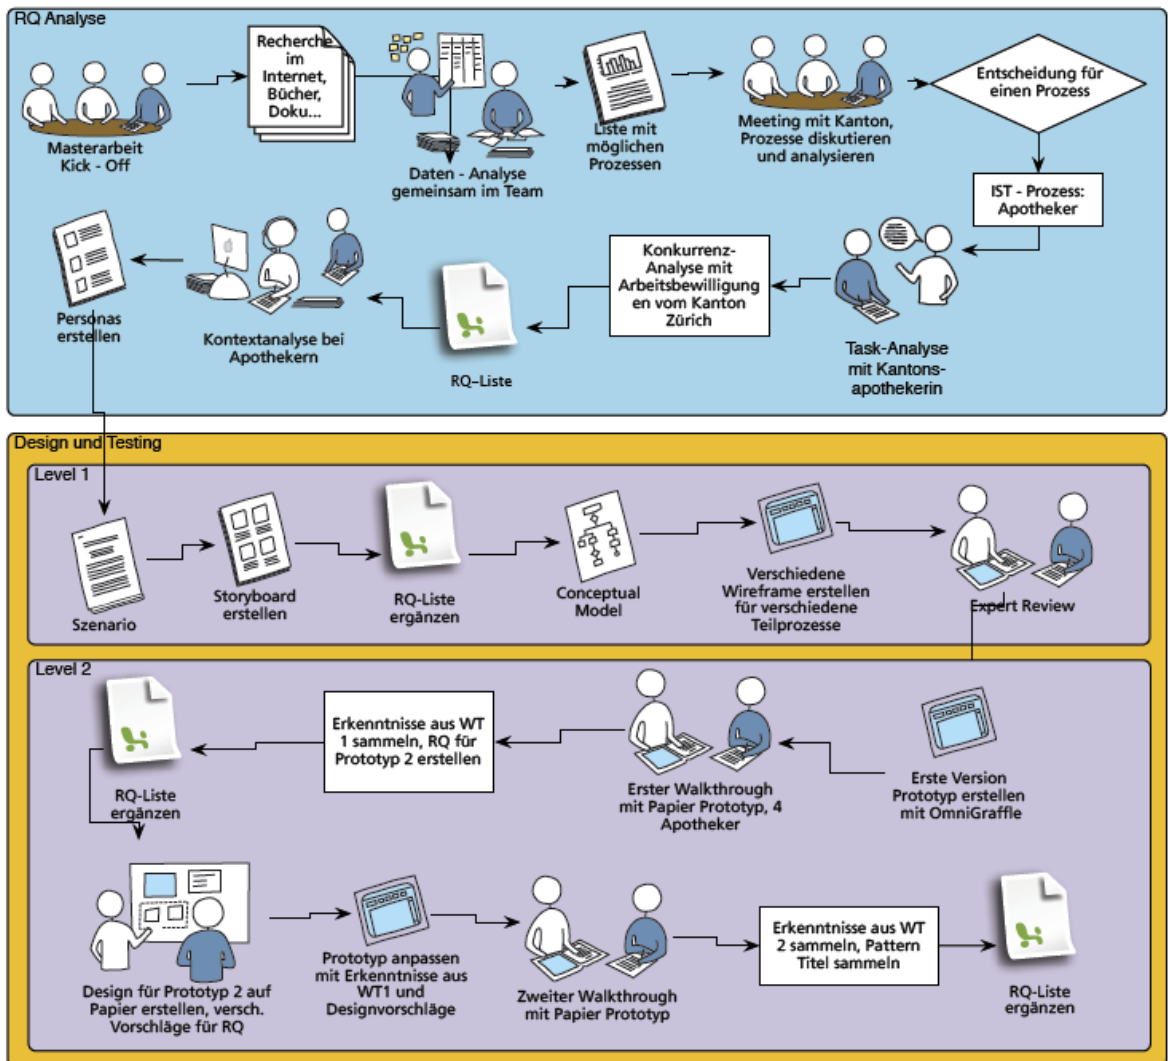 RQ Analyse
Masterarbeit
Kick - Off
Recherche
im
Internet,
Bücher,
Doku...
Daten - Analyse
gemeinsam im Team
Liste mit
möglichen
Prozessen
Meeting mit Kanton,
Prozesse diskutieren
und analysieren
Entscheidung für
einen Prozess
IST - Prozess:
Apotheker
Task-Analyse
mit Kantons-
apothekerin
Konkurrenz-
Analyse mit
Arbeitsbewilligung
en vom Kanton
Zürich
RQ-Liste
Kontextanalyse bei
Apothekern
Personas
erstellen
Design und Testing
Level 1
Szenario
Storyboard
erstellen
RQ-Liste
ergänzen
Conceptual
Model
Verschiedene
Wireframe erstellen
für verschiedene
Teilprozesse
Expert Review
Level 2
Erste Version
Prototyp erstellen
mit OmniGraffle
Erster Walkthrough
mit Papier Prototyp, 4
Apotheker
Erkenntnisse aus WT
1 sammeln, RQ für
Prototyp 2 erstellen
RQ-Liste
ergänzen
Design für Prototyp 2 auf
Papier erstellen, versch.
Vorschläge für RQ
Prototyp anpassen
mit Erkenntnisse aus
WT1 und
Designvorschläge
Zweiter Walkthrough
mit Papier Prototyp
Erkenntnisse aus WT
2 sammeln, Pattern
Titel sammeln
RQ-Liste
ergänzen